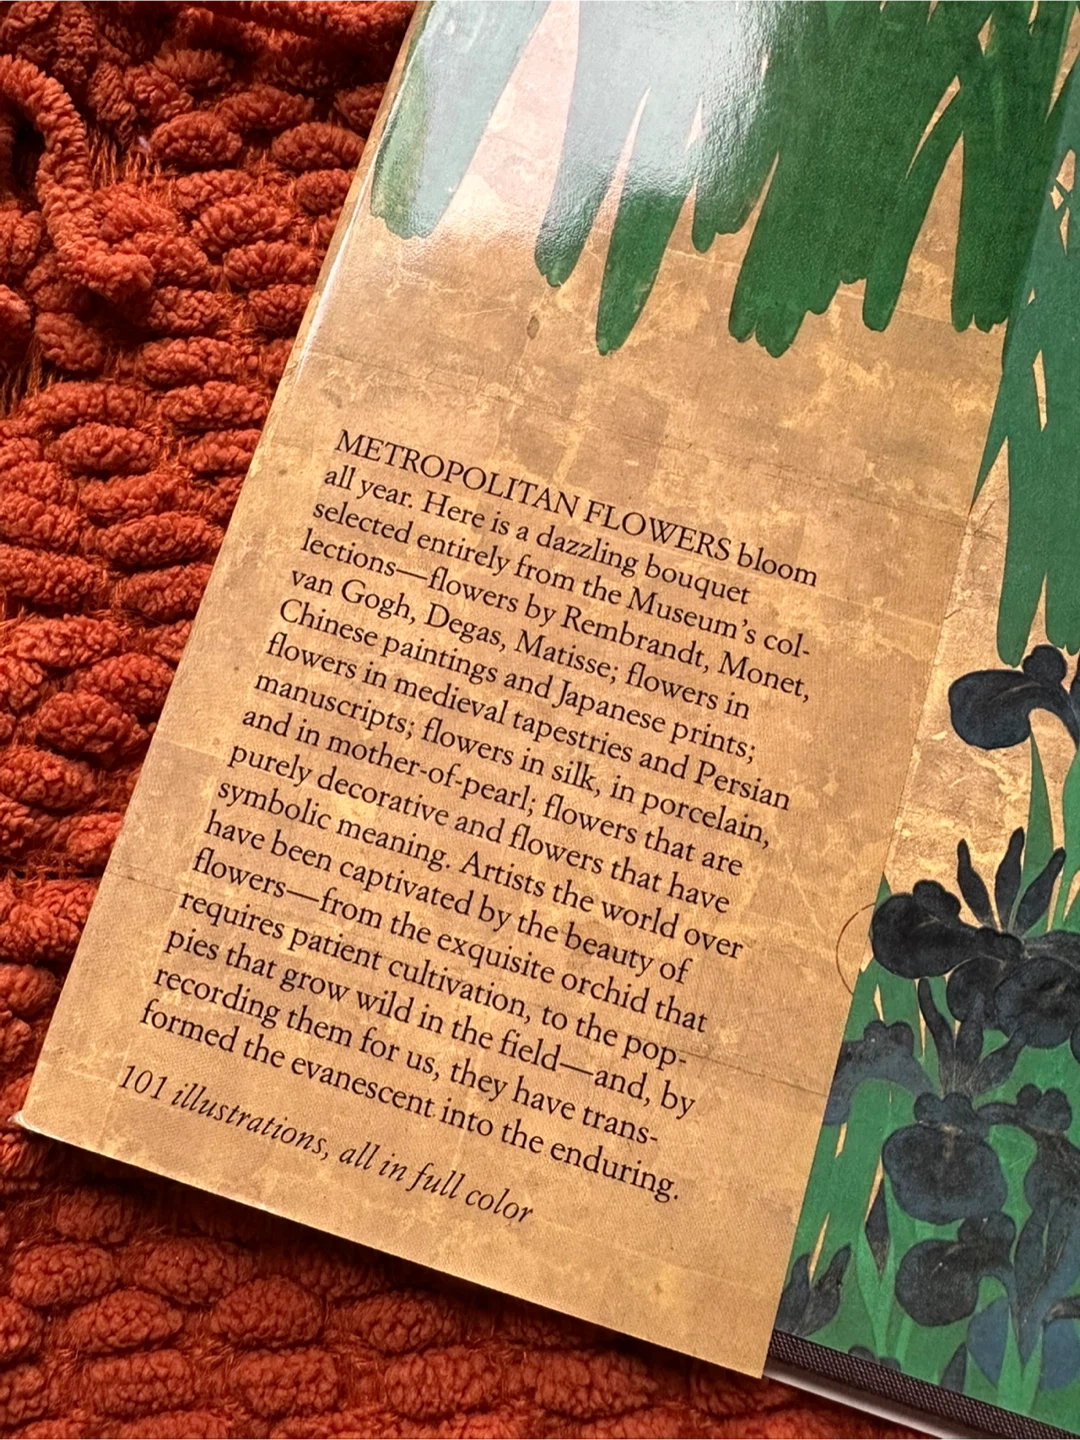 METROPOLITAN FLOWERS bloom
all year. Here is a dazzling bouquet
selected entirely from the Museum's col-
lections—flowers by Rembrandt, Monet,
van Gogh, Degas, Matisse; flowers in
Chinese paintings and Japanese prints;
flowers in medieval tapestries and Persian
manuscripts; flowers in silk, in porcelain,
and in mother-of-pearl; flowers that are
purely decorative and flowers that have
symbolic meaning. Artists the world over
have been captivated by the beauty of
flowers—from the exquisite orchid that
requires patient cultivation, to the pop-
pies that grow wild in the field—and, by
recording them for us, they have trans-
formed the evanescent into the enduring.
101 illustrations, all in full color